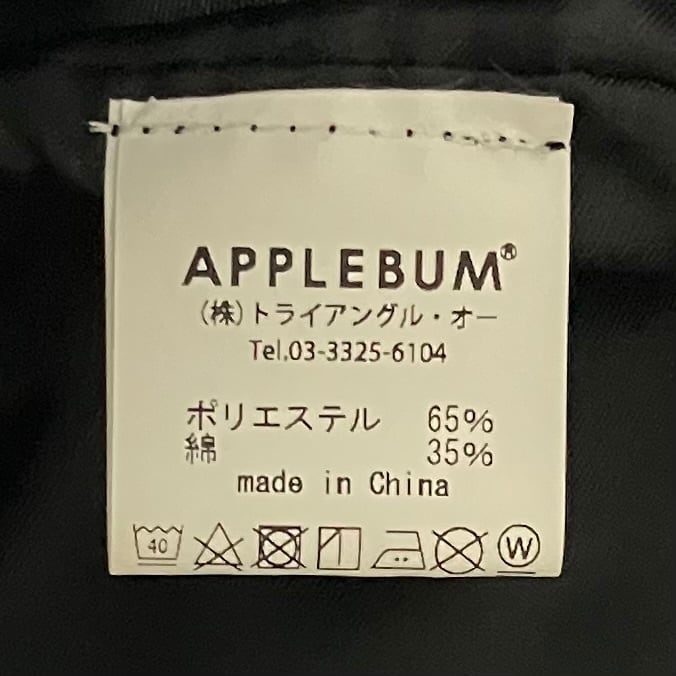 APPLEBUM®
(株)トライアングル・オー
Tel.03-3325-6104
ポリエステル 65%
綿 35%
made in China
40 W